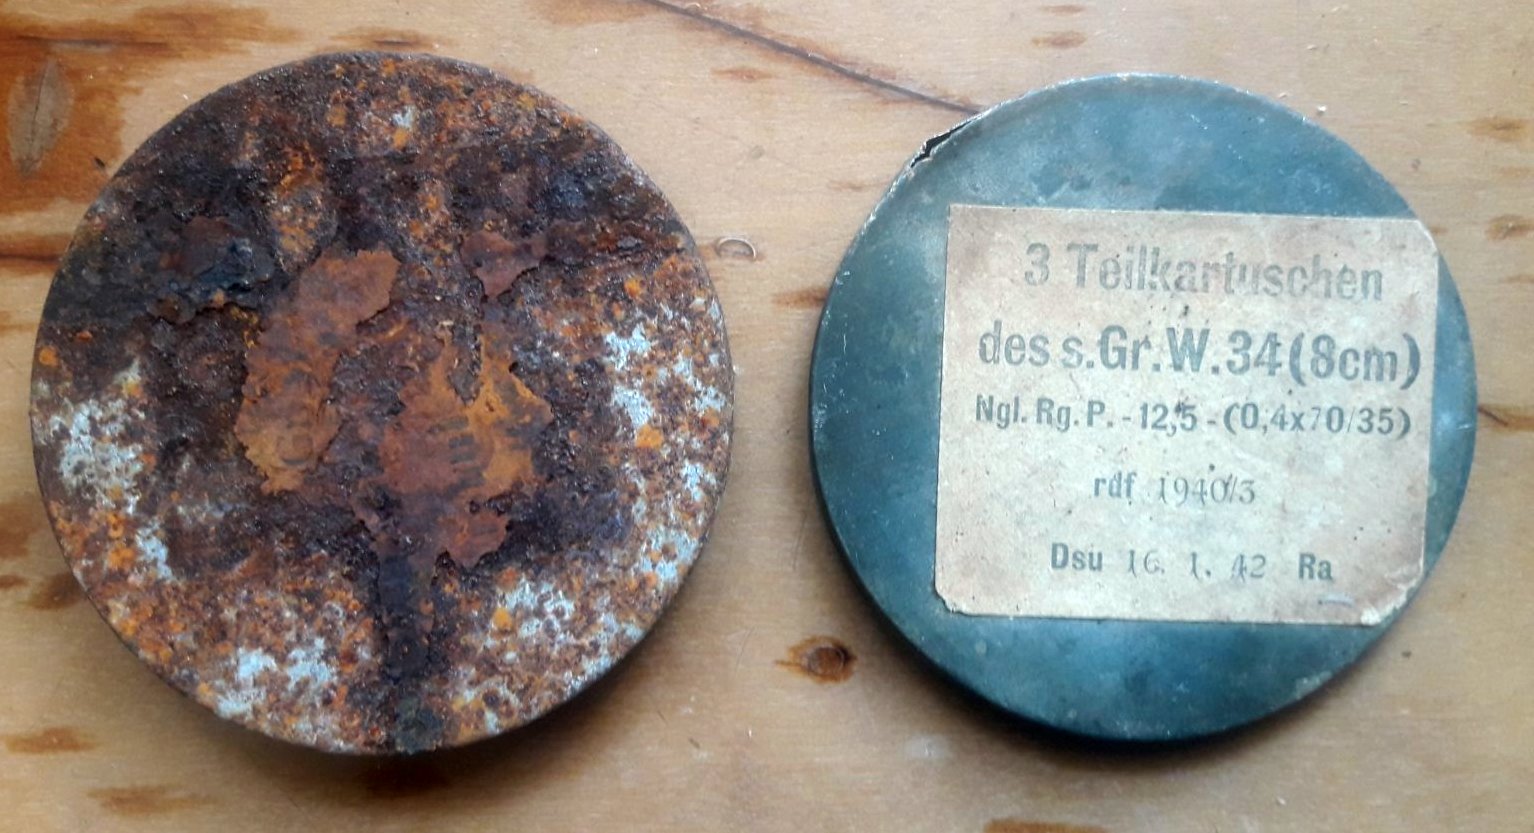 3 Teilkartuschen
des s.Gr.W.34(8cm)
Ngl. Rg. P. - 12,5 - (0,4x70/35)
rdf 1940/3
Dsu 16. 1. 42 Ra